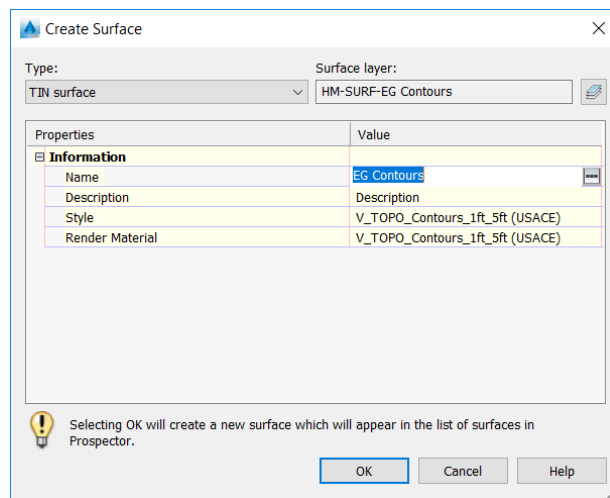 Create Surface
Type:
Surface layer:
TIN surface
HM-SURF-EG Contours
Properties Value
Information
Name EG Contours
Description Description
Style V_TOPO_Contours_1ft_5ft (USACE)
Render Material V_TOPO_Contours_1ft_5ft (USACE)
Selecting OK will create a new surface which will appear in the list of surfaces in
Prospector.
OK Cancel Help